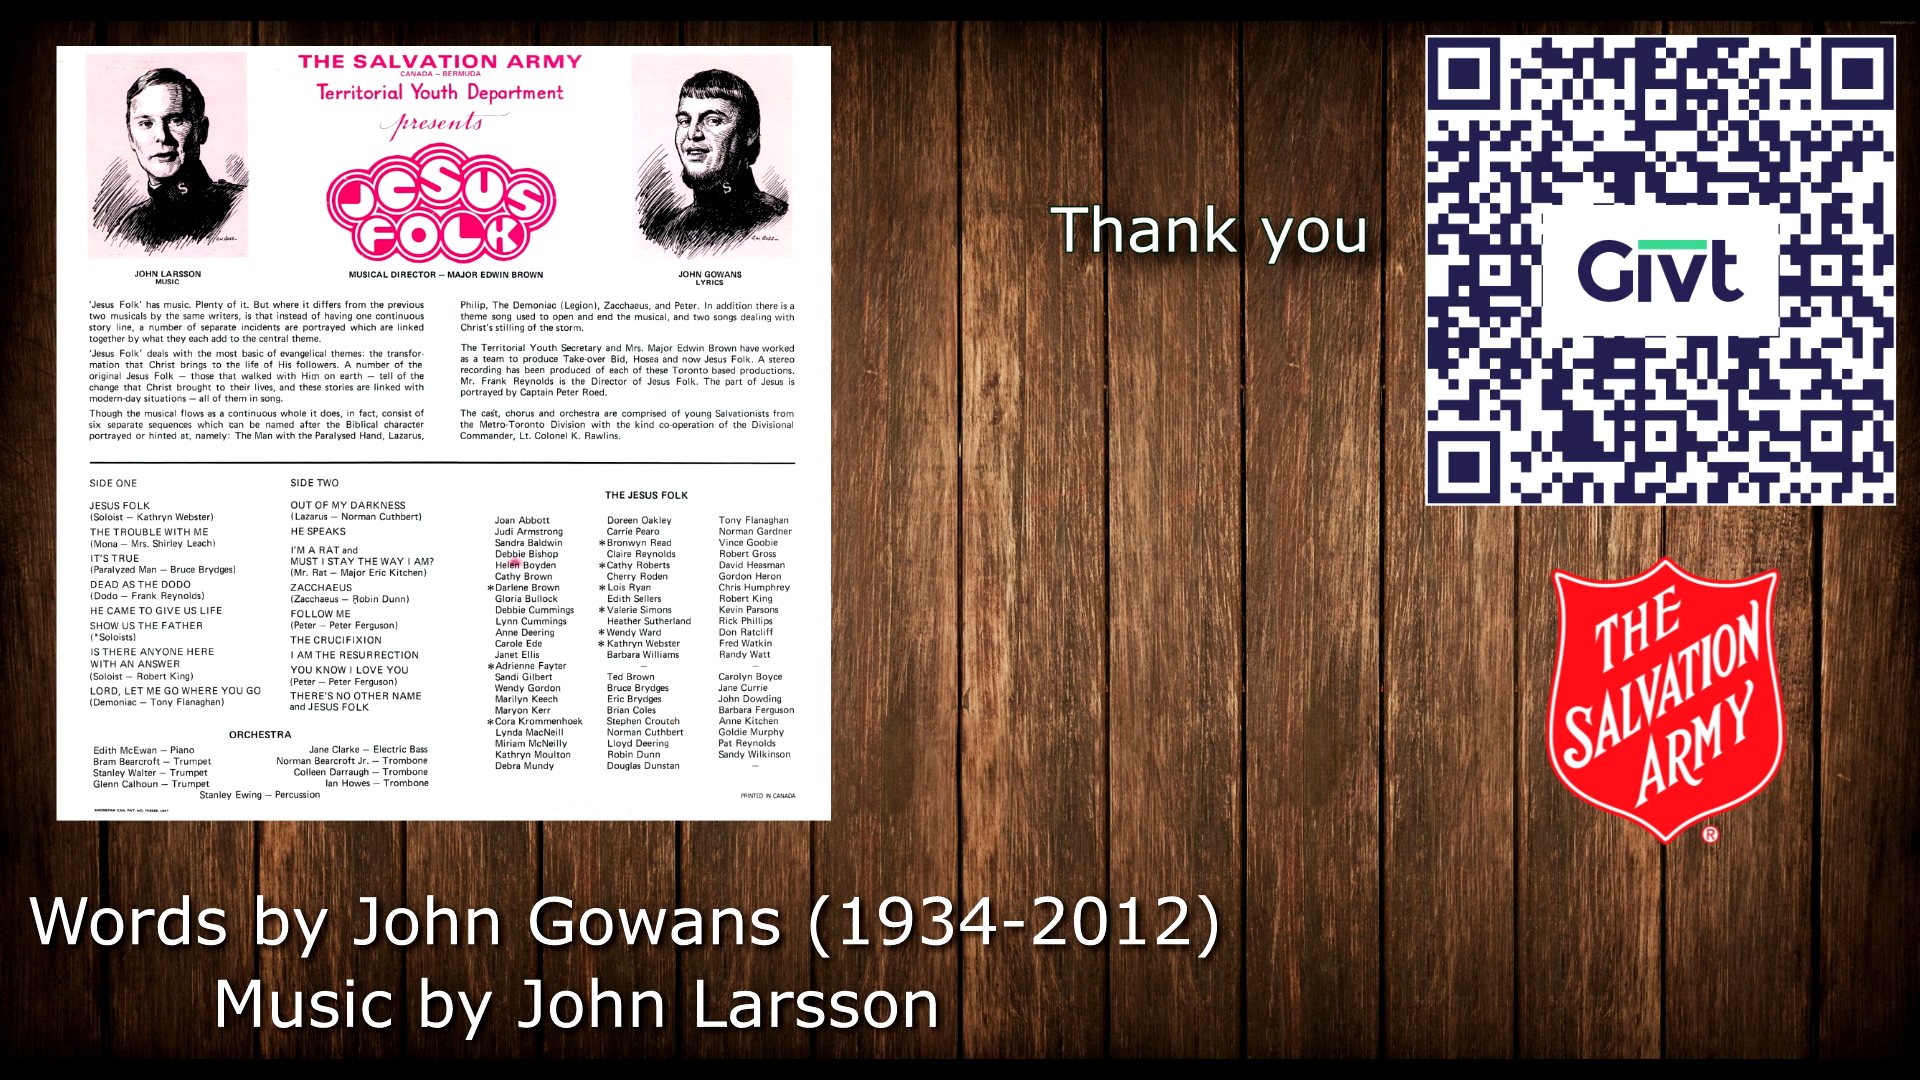 THE SALVATION ARMY
CANADA – BERMUDA
Territorial Youth Department
presents
JESUS
FOLK
JOHN LARSSON
MUSIC
MUSICAL DIRECTOR – MAJOR EDWIN BROWN
JOHN GOWANS
LYRICS
'Jesus Folk' has music. Plenty of it. But where it differs from the previous
two musicals by the same writers, is that instead of having one continuous
story line, a number of separate incidents are portrayed which are linked
together by what they each add to the central theme.
'Jesus Folk' deals with the most basic of evangelical themes: the transfor-
mation that Christ brings to the life of His followers. A number of the
original Jesus Folk – those that walked with Him on earth – tell of the
change that Christ brought to their lives, and these stories are linked with
modern-day situations – all of them in song.
Though the musical flows as a continuous whole it does, in fact, consist of
six separate sequences which can be named after the Biblical character
portrayed or hinted at, namely: The Man with the Paralysed Hand, Lazarus,
Philip, The Demoniac (Legion), Zacchaeus, and Peter. In addition there is a
theme song used to open and end the musical, and two songs dealing with
Christ's stilling of the storm.
The Territorial Youth Secretary and Mrs. Major Edwin Brown have worked
as a team to produce Take-over Bid, Hosea and now Jesus Folk. A stereo
recording has been produced of each of these Toronto based productions.
Mr. Frank Reynolds is the Director of Jesus Folk. The part of Jesus is
portrayed by Captain Peter Roed.
The cast, chorus and orchestra are comprised of young Salvationists from
the Metro-Toronto Division with the kind co-operation of the Divisional
Commander, Lt. Colonel K. Rawlins.
SIDE ONE
JESUS FOLK
(Soloist – Kathryn Webster)
THE TROUBLE WITH ME
(Mona – Mrs. Shirley Leach)
IT'S TRUE
(Paralyzed Man – Bruce Brydges)
DEAD AS THE DODO
(Dodo – Frank Reynolds)
HE CAME TO GIVE US LIFE
SHOW US THE FATHER
(*Soloists)
IS THERE ANYONE HERE
WITH AN ANSWER
(Soloist – Robert King)
LORD, LET ME GO WHERE YOU GO
(Demoniac – Tony Flanaghan)
SIDE TWO
OUT OF MY DARKNESS
(Lazarus – Norman Cuthbert)
HE SPEAKS
I'M A RAT and
MUST I STAY THE WAY I AM?
(Mr. Rat – Major Eric Kitchen)
ZACCHAEUS
(Zacchaeus – Robin Dunn)
FOLLOW ME
(Peter – Peter Ferguson)
THE CRUCIFIXION
I AM THE RESURRECTION
YOU KNOW I LOVE YOU
(Peter – Peter Ferguson)
THERE'S NO OTHER NAME
and JESUS FOLK
THE JESUS FOLK
Joan Abbott
Judi Armstrong
Sandra Baldwin
Debbie Bishop
Helen Boyden
Cathy Brown
*Darlene Brown
Gloria Bullock
Debbie Cummings
Lynn Cummings
Anne Deering
Carole Ede
Janet Ellis
*Adrienne Fayter
Sandi Gilbert
Wendy Gordon
Marilyn Keech
Maryon Kerr
*Cora Krommenhoek
Lynda MacNeill
Miriam McNeilly
Kathryn Moulton
Debra Mundy
Doreen Oakley
Carrie Pearo
*Bronwyn Read
Claire Reynolds
*Cathy Roberts
Cherry Roden
*Lois Ryan
Edith Sellers
*Valerie Simons
Heather Sutherland
*Wendy Ward
*Kathryn Webster
Barbara Williams
–
Ted Brown
Bruce Brydges
Eric Brydges
Brian Coles
Stephen Croutch
Norman Cuthbert
Lloyd Deering
Robin Dunn
Douglas Dunstan
Tony Flanaghan
Norman Gardner
Vince Goobie
Robert Gross
David Heasman
Gordon Heron
Chris Humphrey
Robert King
Kevin Parsons
Rick Phillips
Don Ratcliff
Fred Watkin
Randy Watt
–
Carolyn Boyce
Jane Currie
John Dowding
Barbara Ferguson
Anne Kitchen
Goldie Murphy
Pat Reynolds
Sandy Wilkinson
–
ORCHESTRA
Edith McEwan – Piano
Bram Bearcroft – Trumpet
Stanley Walter – Trumpet
Glenn Calhoun – Trumpet
Jane Clarke – Electric Bass
Norman Bearcroft Jr. – Trombone
Colleen Darraugh – Trombone
Ian Howes – Trombone
Stanley Ewing – Percussion
PRINTED IN CANADA
Thank you
Givt
THE
SALVATION
ARMY
®
Words by John Gowans (1934-2012)
Music by John Larsson